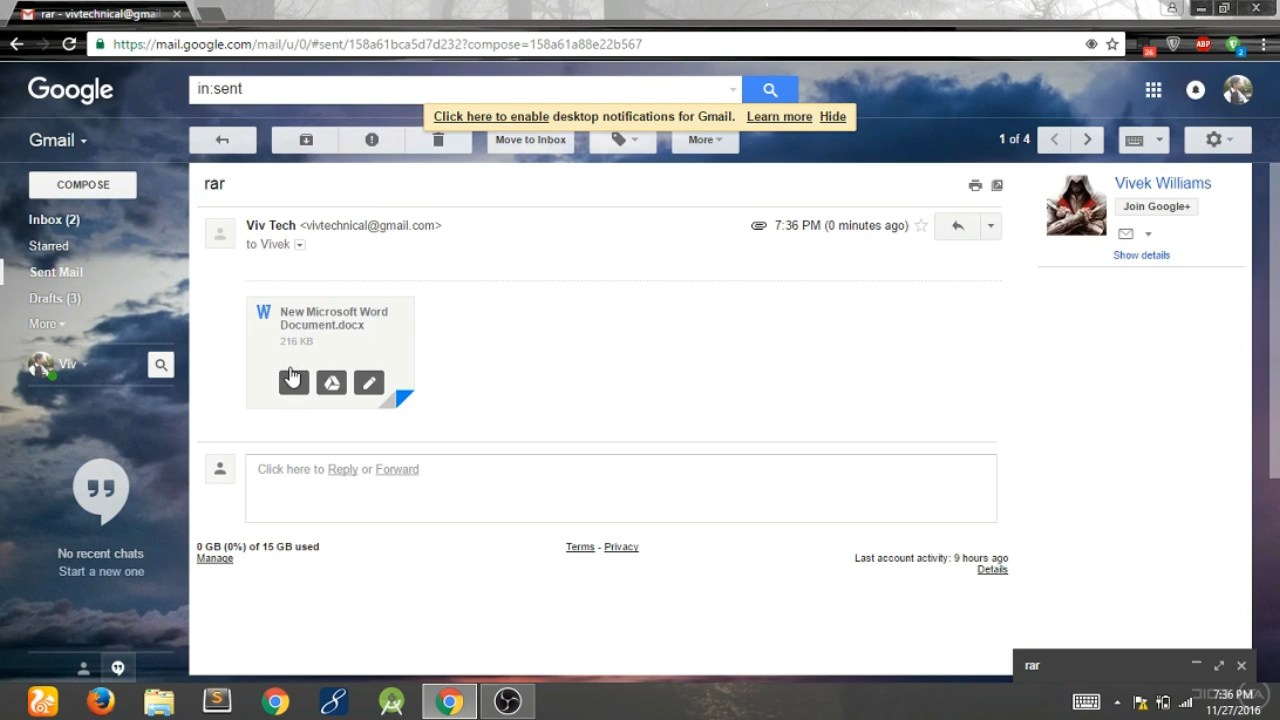 rar - vivtechnical@gmai
https://mail.google.com/mail/u/0/#sent/158a61bca5d7d232?compose=158a61a88e22b567
26
ABP
2
Google
in:sent
Click here to enable desktop notifications for Gmail. Learn more Hide
Gmail
Move to Inbox
More
1 of 4
COMPOSE
Inbox (2)
Starred
Sent Mail
Drafts (3)
More
Viv
No recent chats
Start a new one
rar
Viv Tech <vivtechnical@gmail.com>
7:36 PM (0 minutes ago)
to Vivek
W
New Microsoft Word
Document.docx
216 KB
Click here to Reply or Forward
0 GB (0%) of 15 GB used
Manage
Terms - Privacy
Last account activity: 9 hours ago
Details
Vivek Williams
Join Google+
Show details
rar
7:36 PM
11/27/2016